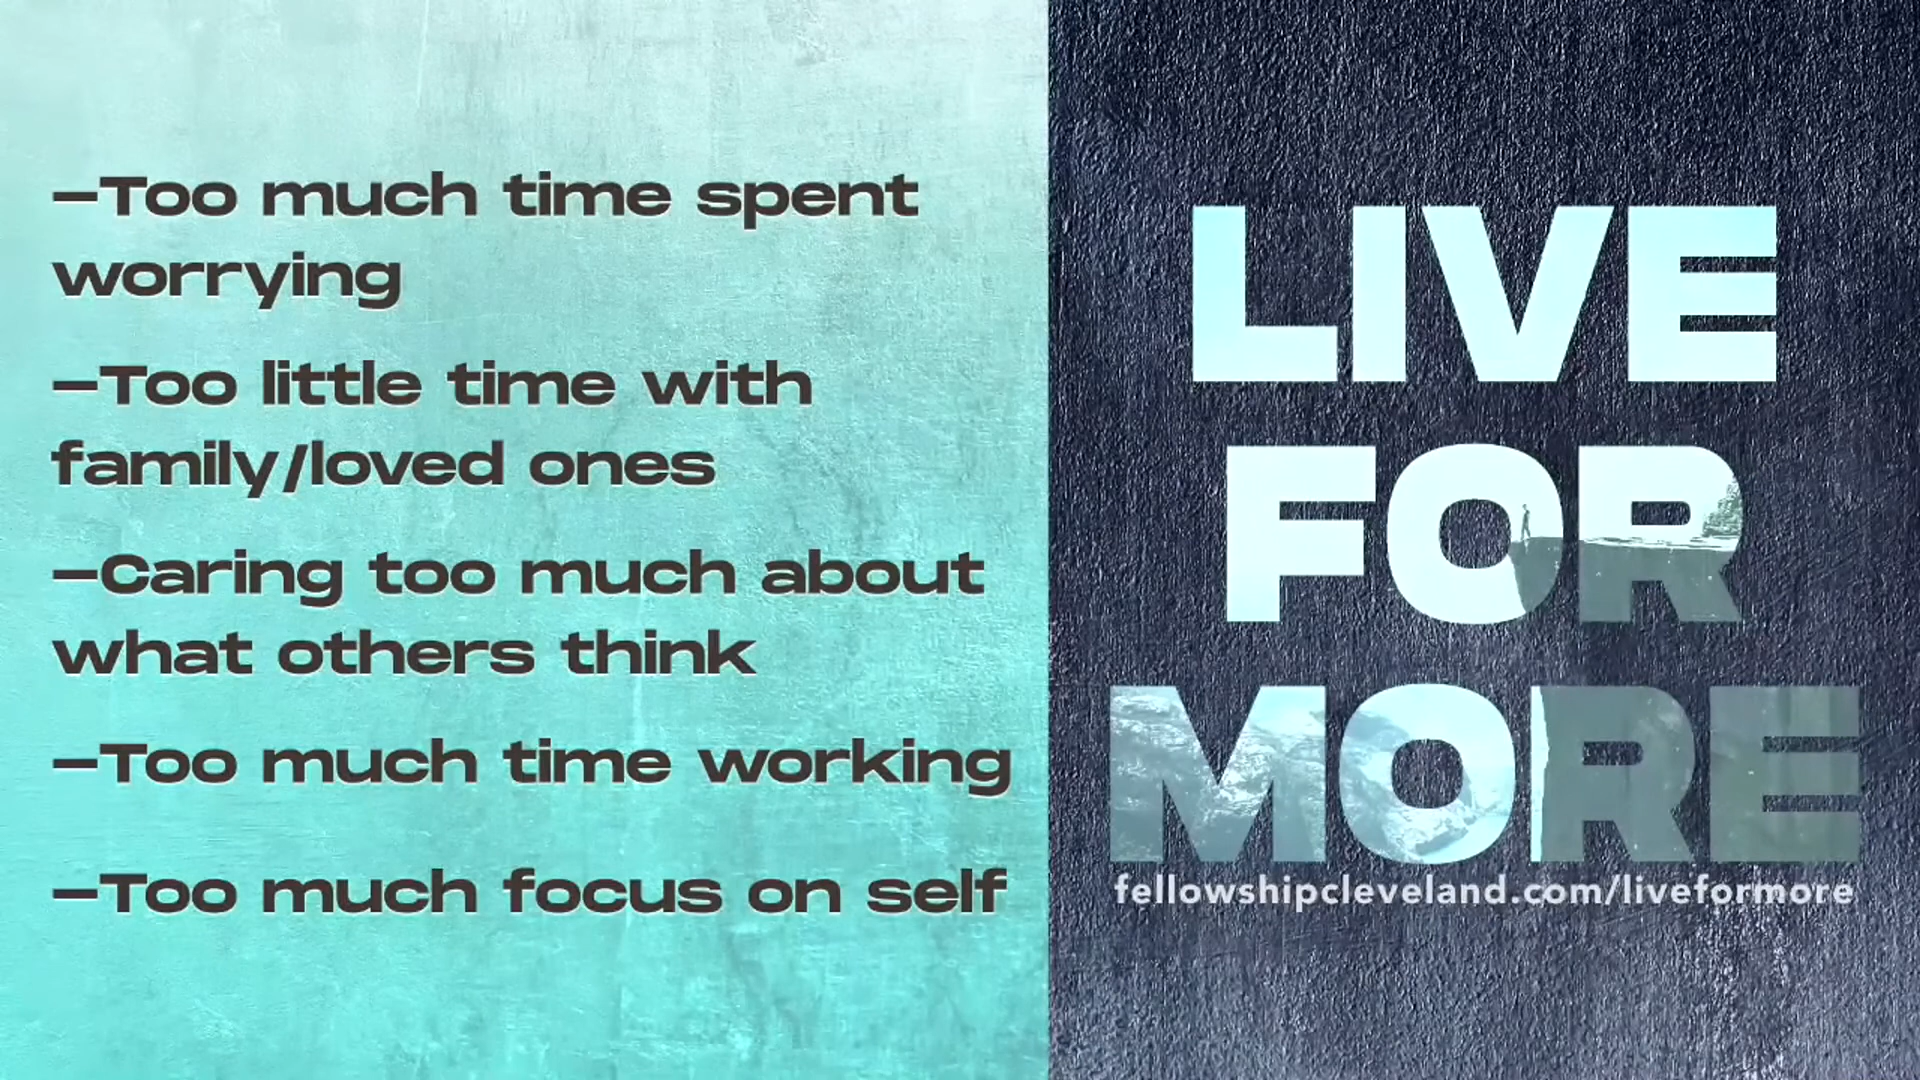 –Too much time spent
worrying
–Too little time with
family/loved ones
–Caring too much about
what others think
–Too much time working
–Too much focus on self
LIVE
FOR
MORE
fellowshipcleveland.com/liveformore